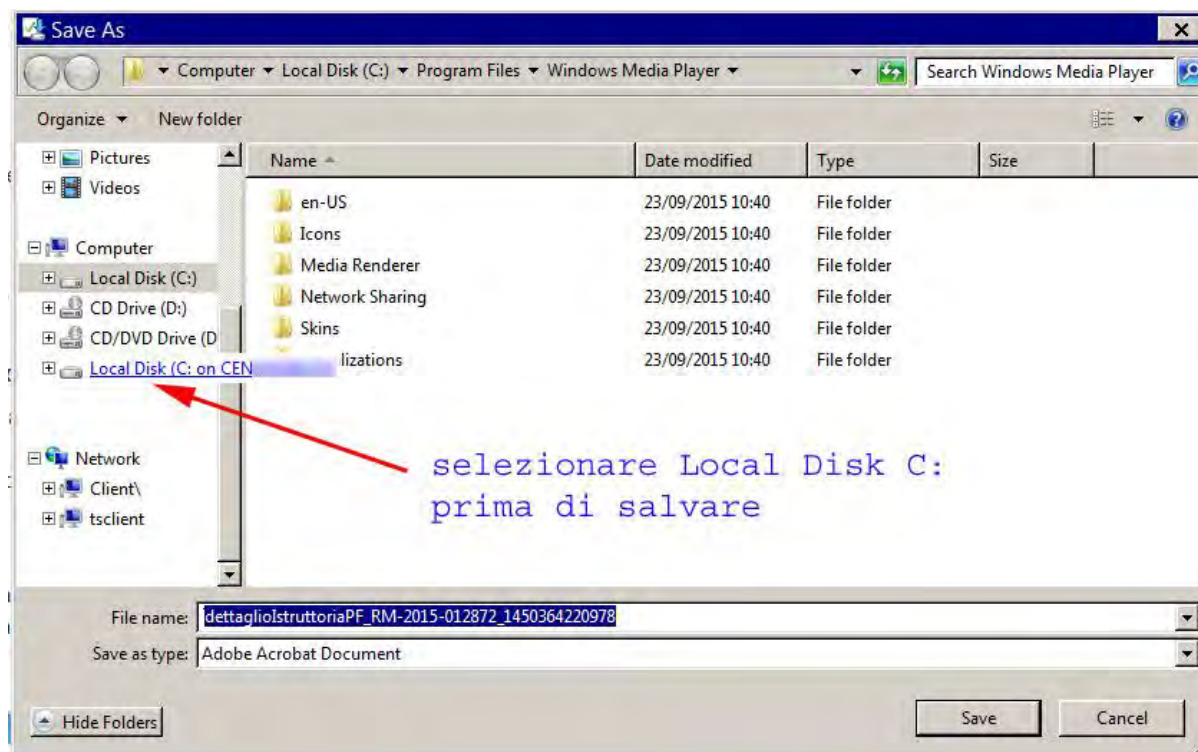 Save As
Computer Local Disk (C:) Program Files Windows Media Player
Search Windows Media Player
Organize New folder
Pictures
Videos
Computer
Local Disk (C:)
CD Drive (D:)
CD/DVD Drive (D
Local Disk (C: on CEN
Network
Client\
tsclient
Name Date modified Type Size
en-US 23/09/2015 10:40 File folder
Icons 23/09/2015 10:40 File folder
Media Renderer 23/09/2015 10:40 File folder
Network Sharing 23/09/2015 10:40 File folder
Skins 23/09/2015 10:40 File folder
lizations 23/09/2015 10:40 File folder
selezionare Local Disk C:
prima di salvare
File name: dettaglioIstruttoriaPF_RM-2015-012872_1450364220978
Save as type: Adobe Acrobat Document
Hide Folders Save Cancel